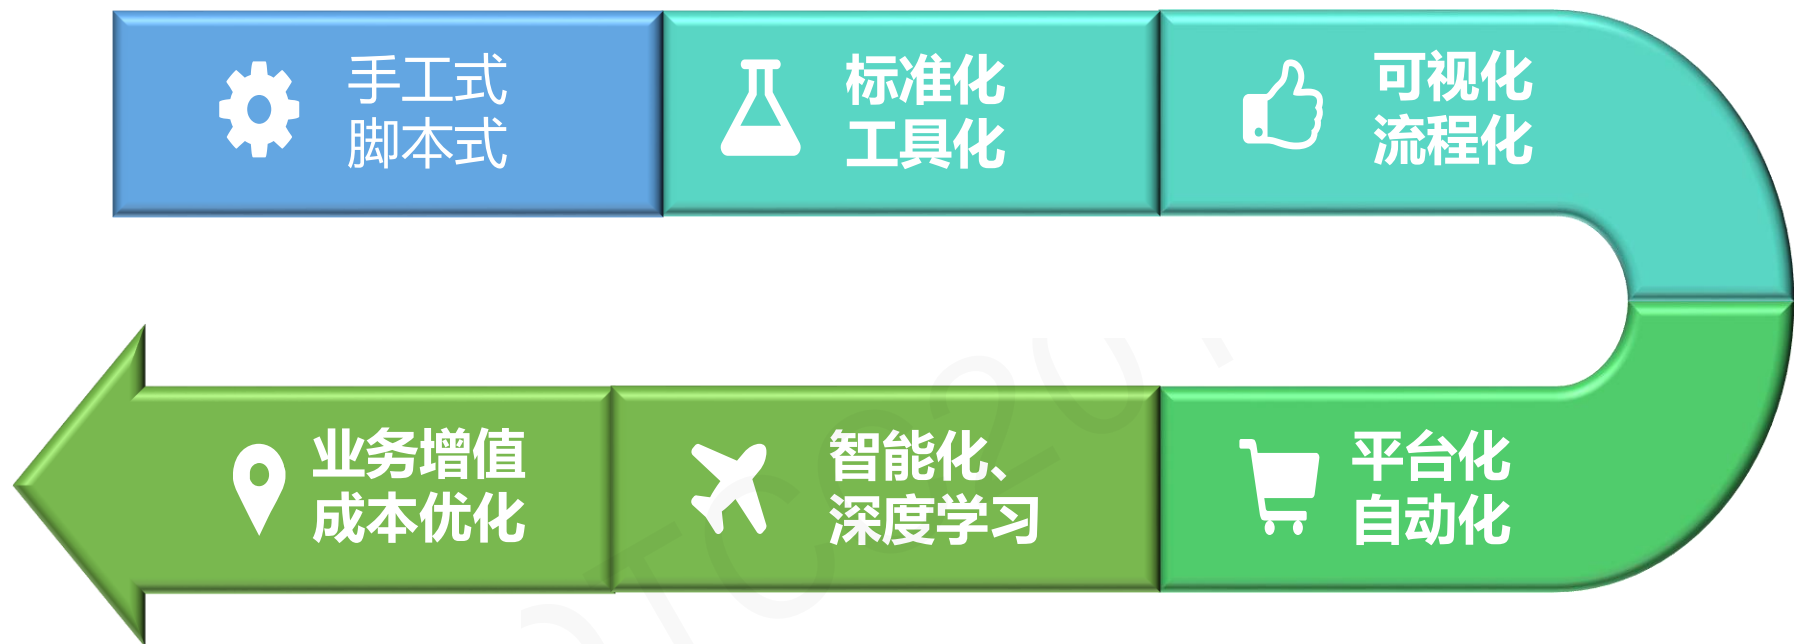 手工式
脚本式
标准化
工具化
可视化
流程化
平台化
自动化
智能化、
深度学习
业务增值
成本优化